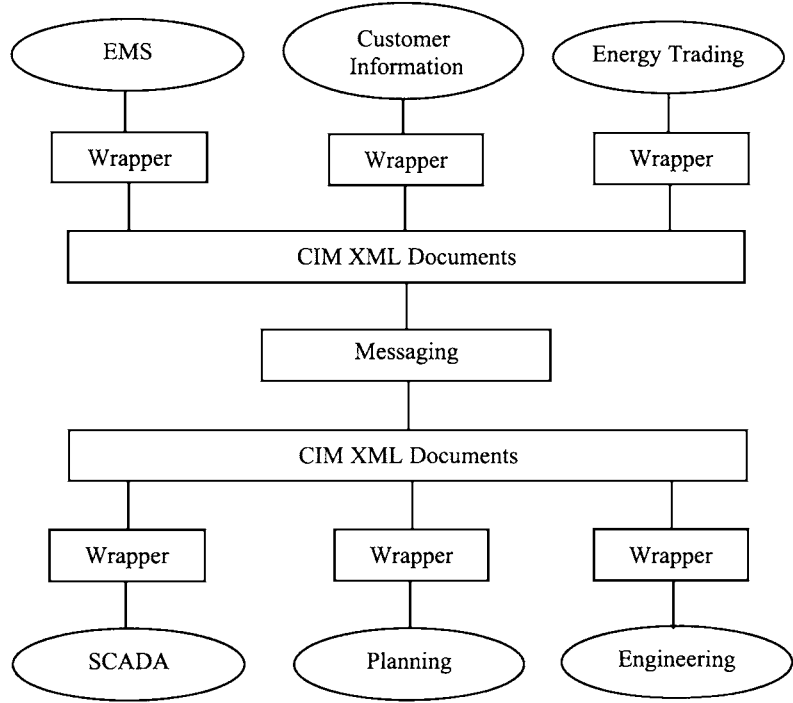 EMS
Customer
Information
Energy Trading
Wrapper
Wrapper
Wrapper
CIM XML Documents
Messaging
CIM XML Documents
Wrapper
Wrapper
Wrapper
SCADA
Planning
Engineering